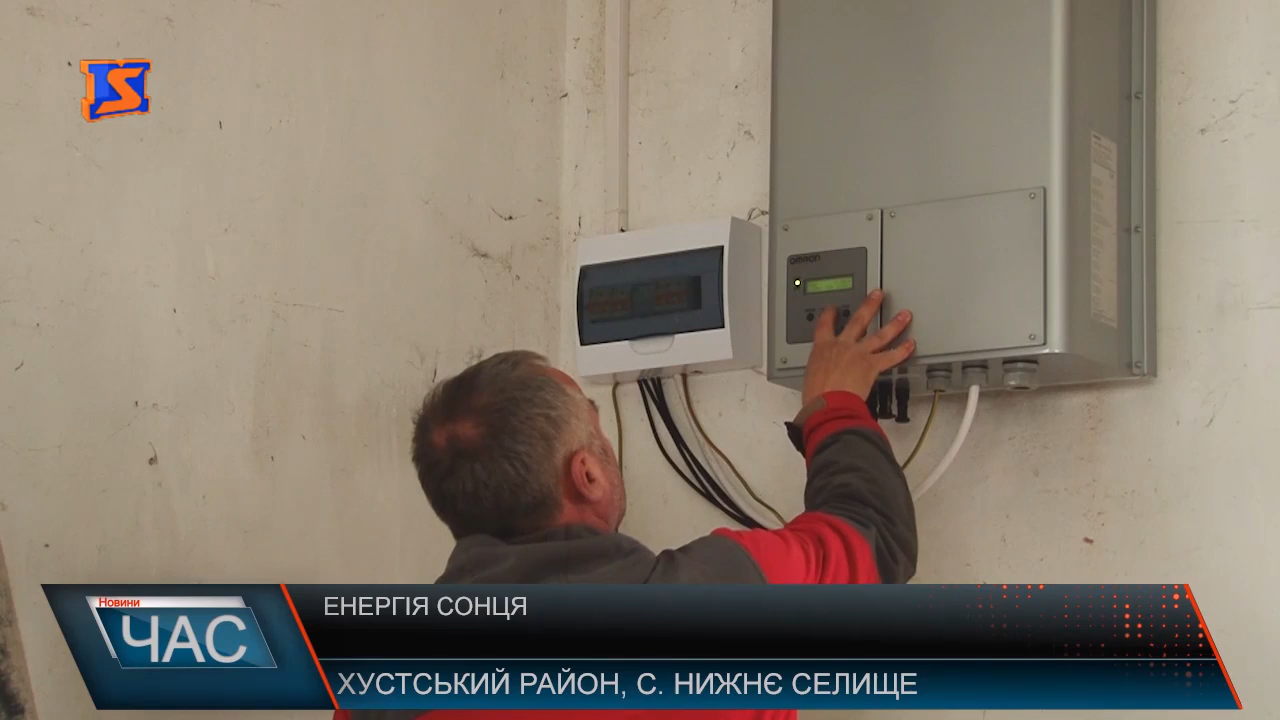 OMRON
Новини
ЧАС
ЕНЕРГІЯ СОНЦЯ
ХУСТСЬКИЙ РАЙОН, С. НИЖНЄ СЕЛИЩЕ